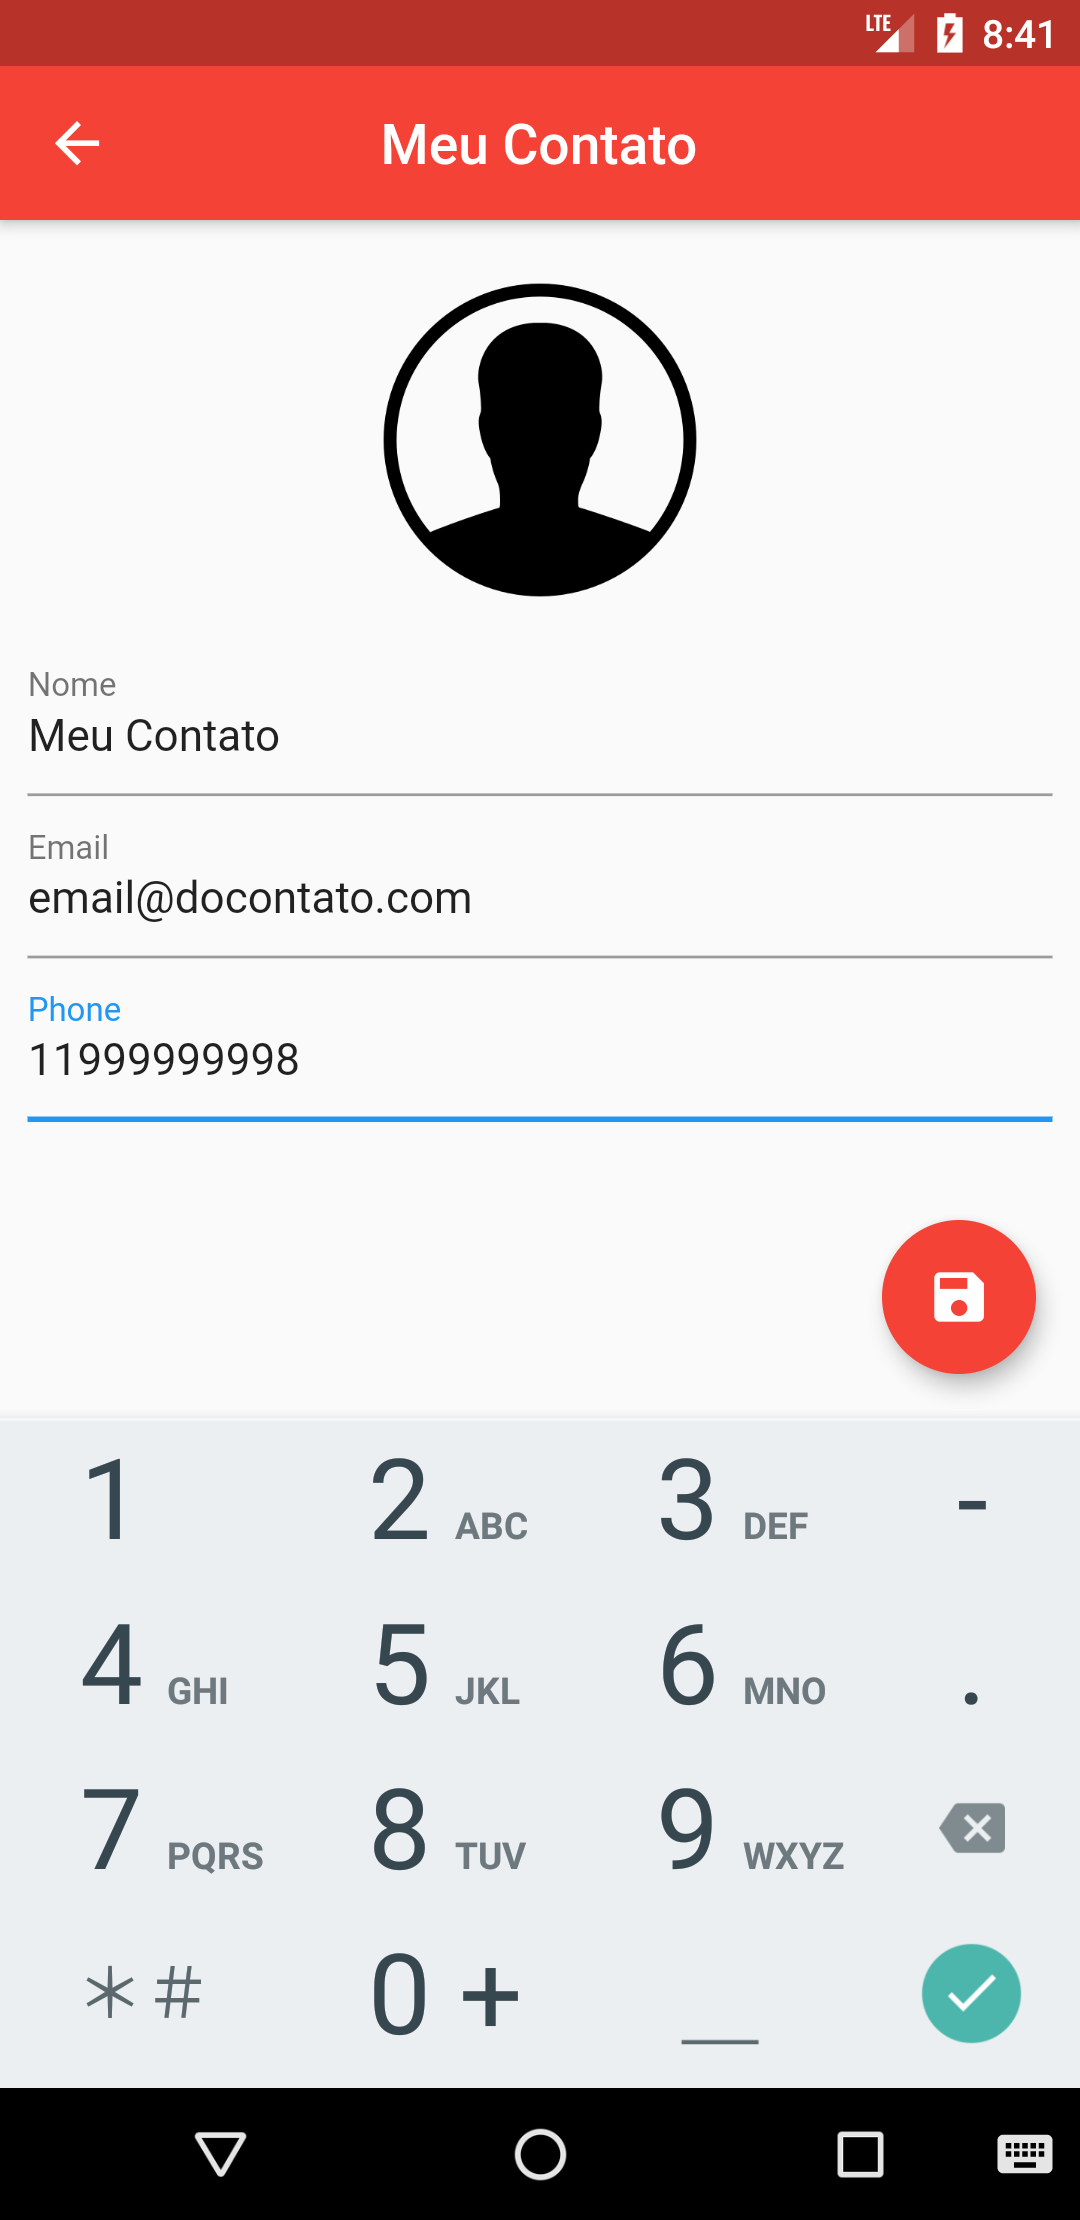 LTE 8:41
Meu Contato
Nome
Meu Contato
Email
email@docontato.com
Phone
11999999998
1 2 ABC 3 DEF -
4 GHI 5 JKL 6 MNO .
7 PQRS 8 TUV 9 WXYZ
* # 0 + _